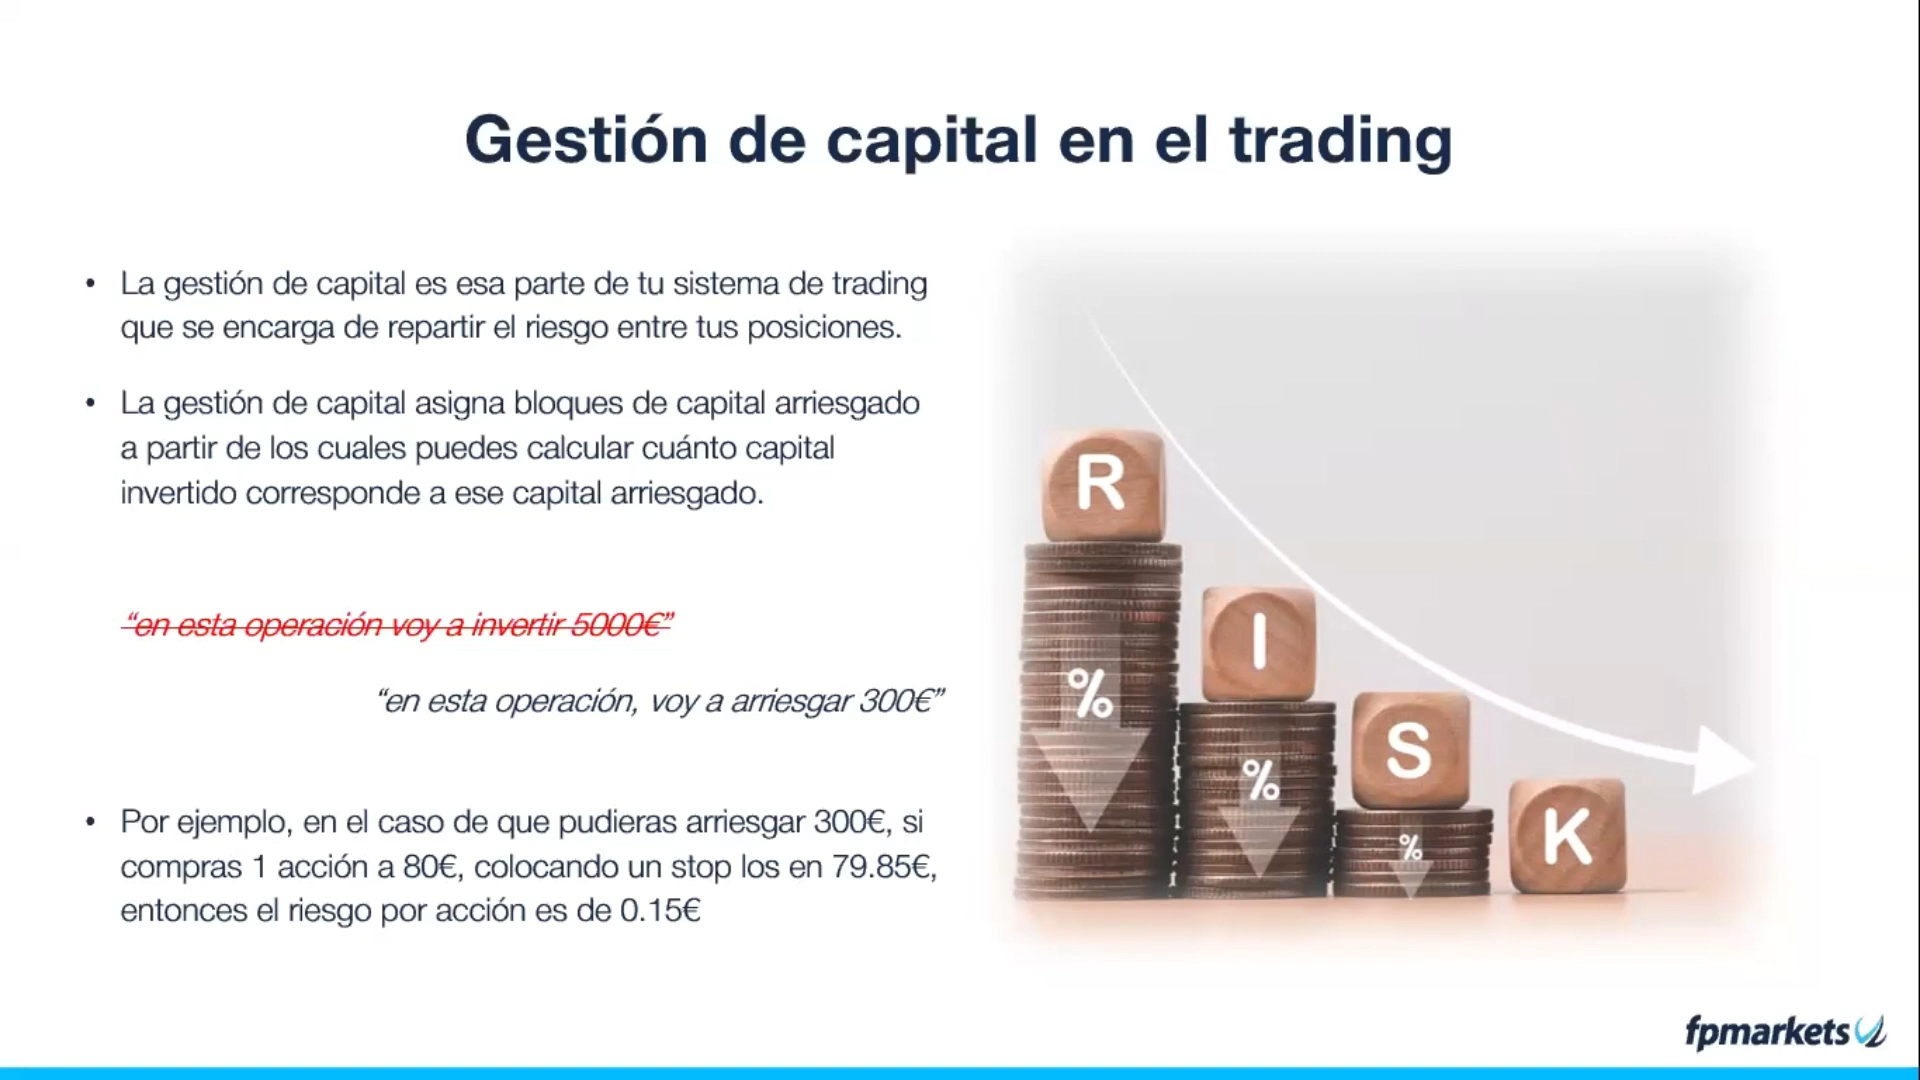 Gestión de capital en el trading
• La gestión de capital es esa parte de tu sistema de trading
que se encarga de repartir el riesgo entre tus posiciones.
• La gestión de capital asigna bloques de capital arriesgado
a partir de los cuales puedes calcular cuánto capital
invertido corresponde a ese capital arriesgado.
“en esta operación voy a invertir 5000€”
“en esta operación, voy a arriesgar 300€”
• Por ejemplo, en el caso de que pudieras arriesgar 300€, si
compras 1 acción a 80€, colocando un stop los en 79.85€,
entonces el riesgo por acción es de 0.15€
R
I
S
K
%
%
%
fpmarkets